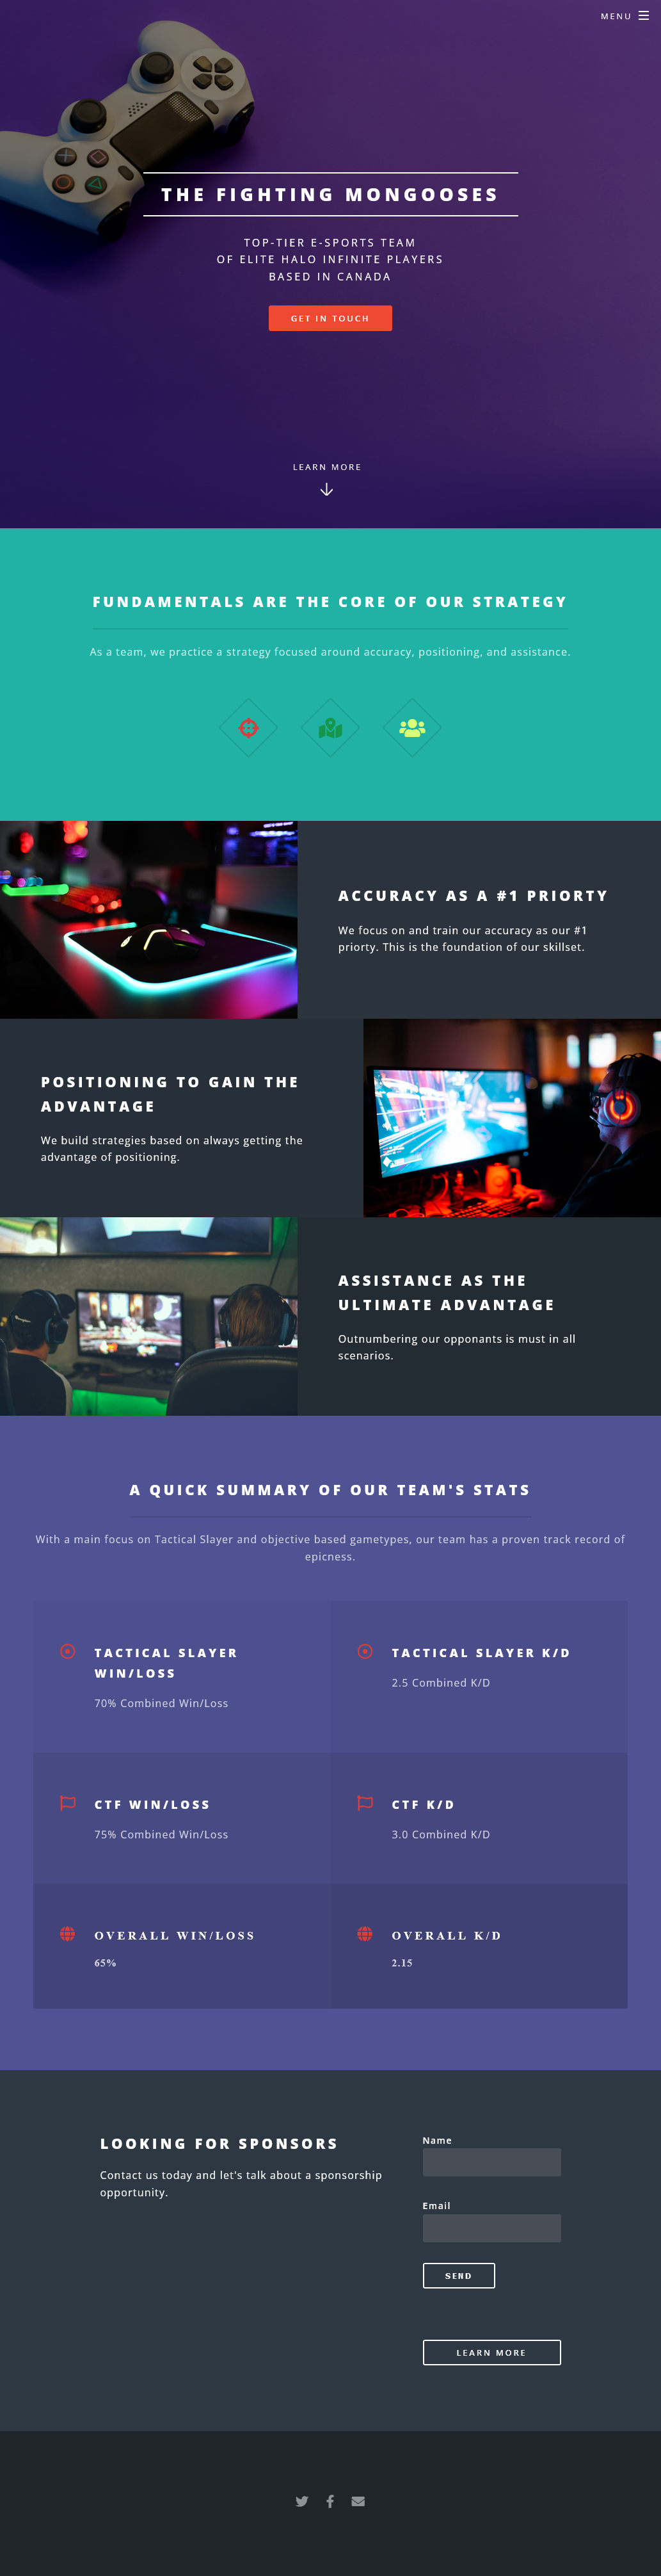 MENU
THE FIGHTING MONGOOSES
TOP-TIER E-SPORTS TEAM
OF ELITE HALO INFINITE PLAYERS
BASED IN CANADA
GET IN TOUCH
LEARN MORE
FUNDAMENTALS ARE THE CORE OF OUR STRATEGY
As a team, we practice a strategy focused around accuracy, positioning, and assistance.
ACCURACY AS A #1 PRIORTY
We focus on and train our accuracy as our #1
priorty. This is the foundation of our skillset.
POSITIONING TO GAIN THE
ADVANTAGE
We build strategies based on always getting the
advantage of positioning.
ASSISTANCE AS THE
ULTIMATE ADVANTAGE
Outnumbering our opponants is must in all
scenarios.
A QUICK SUMMARY OF OUR TEAM'S STATS
With a main focus on Tactical Slayer and objective based gametypes, our team has a proven track record of
epicness.
TACTICAL SLAYER
WIN/LOSS
70% Combined Win/Loss
TACTICAL SLAYER K/D
2.5 Combined K/D
CTF WIN/LOSS
75% Combined Win/Loss
CTF K/D
3.0 Combined K/D
OVERALL WIN/LOSS
65%
OVERALL K/D
2.15
LOOKING FOR SPONSORS
Contact us today and let's talk about a sponsorship
opportunity.
Name
Email
SEND
LEARN MORE